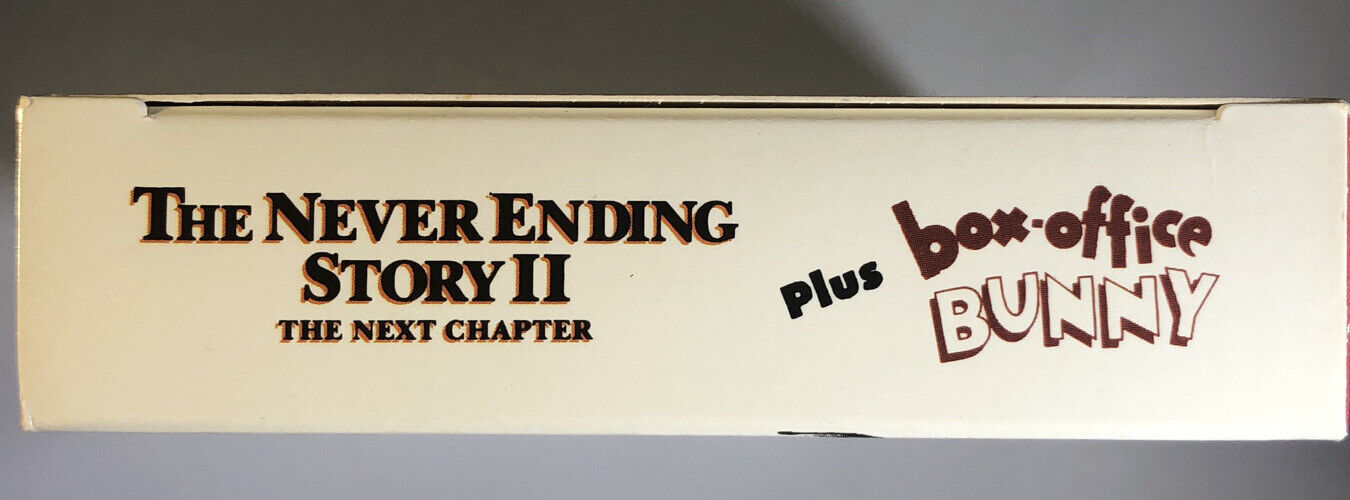 THE NEVER ENDING
STORY II
THE NEXT CHAPTER
plus
box-office
BUNNY